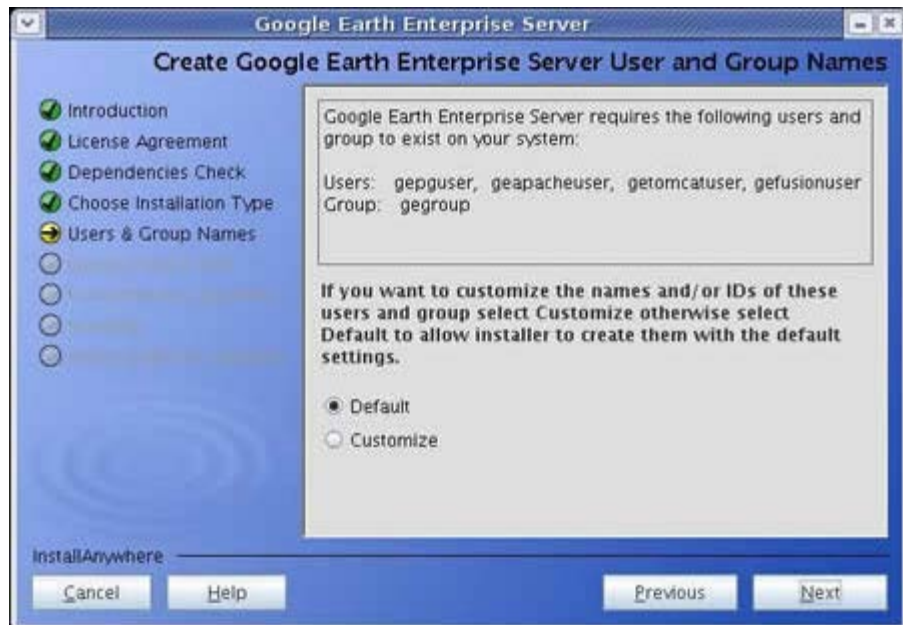 Google Earth Enterprise Server
Create Google Earth Enterprise Server User and Group Names
Introduction
License Agreement
Dependencies Check
Choose Installation Type
Users & Group Names
Google Earth Enterprise Server requires the following users and
group to exist on your system:
Users: gepguser, geapacheuser, getomcatuser, gefusionuser
Group: gegroup
If you want to customize the names and/or IDs of these
users and group select Customize otherwise select
Default to allow installer to create them with the default
settings.
Default
Customize
InstallAnywhere
Cancel
Help
Previous
Next